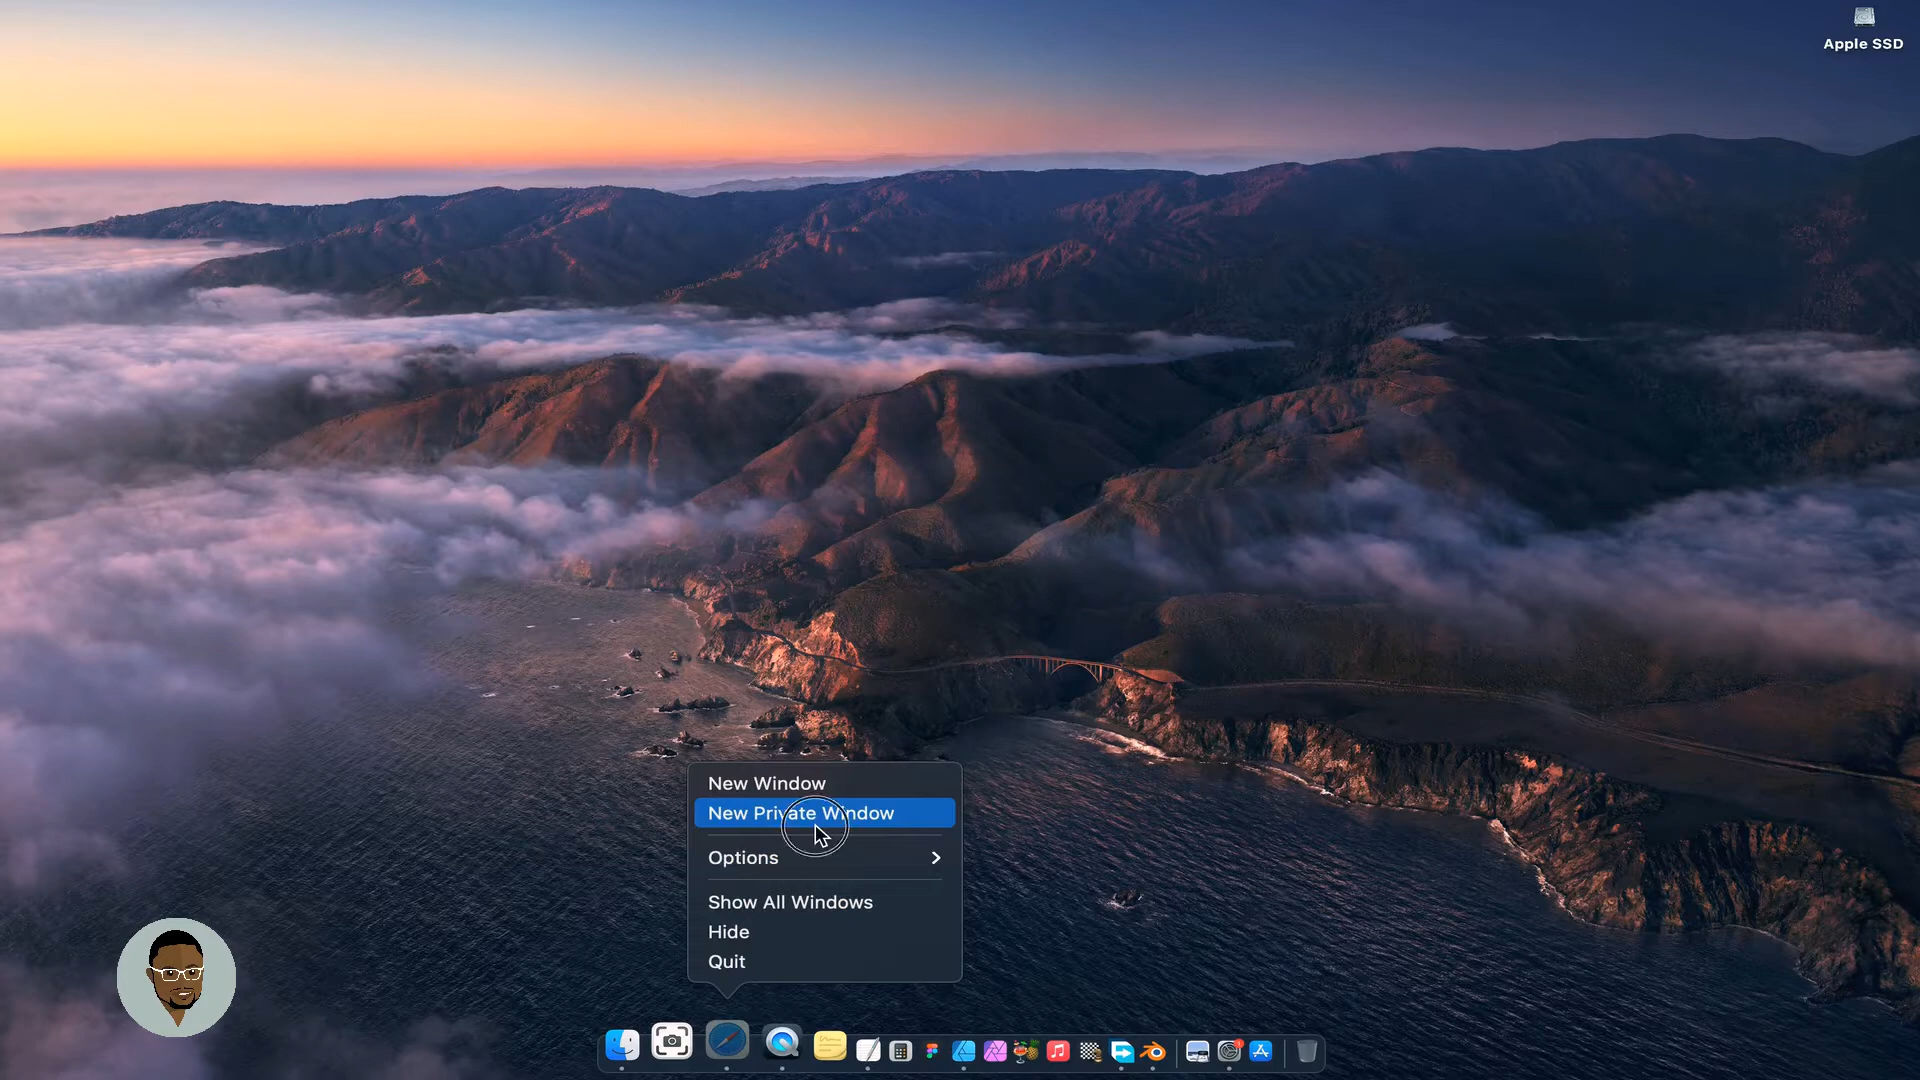 Apple SSD
New Window
New Private Window
Options
Show All Windows
Hide
Quit